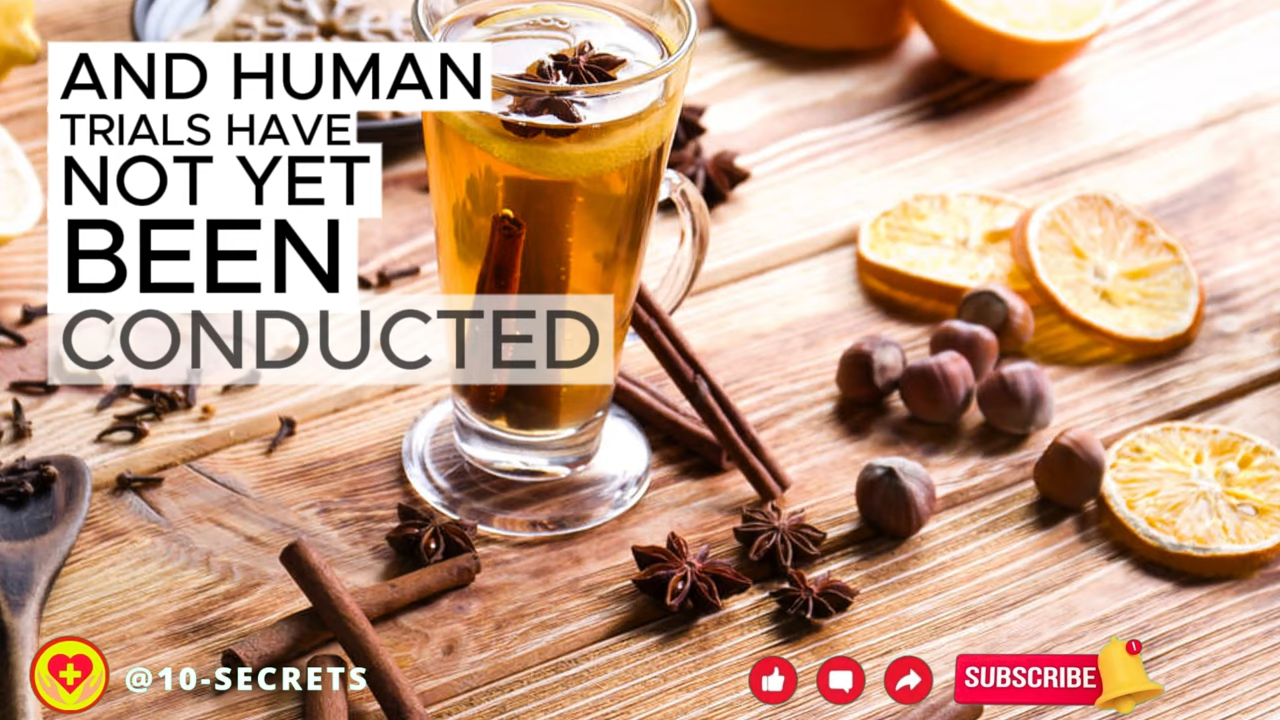 AND HUMAN
TRIALS HAVE
NOT YET
BEEN
CONDUCTED
@10-SECRETS
SUBSCRIBE